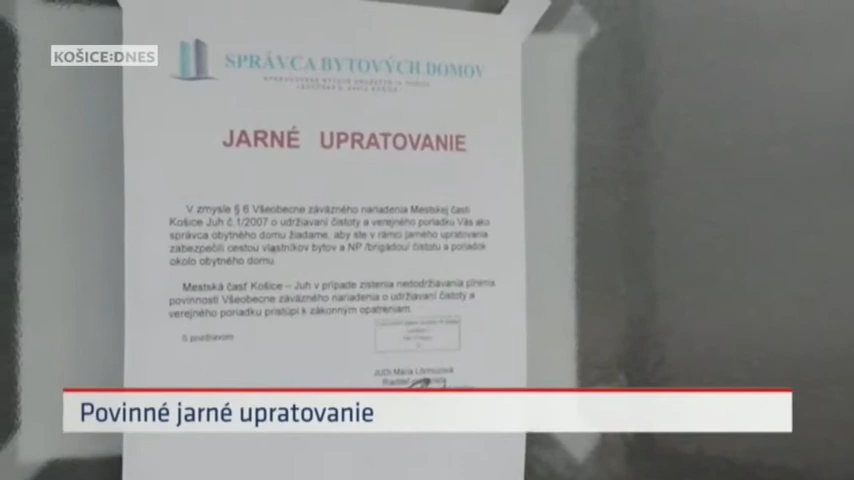 KOŠICE:DNES
SPRÁVCA BYTOVÝCH DOMOV
JARNÉ UPRATOVANIE
V zmysle § 6 Všeobecne záväzného nariadenia Mestskej časti
Košice Juh č.1/2007 o udržiavaní čistoty a verejného poriadku Vás ako
správca obytného domu žiadame, aby ste v rámci jarného upratovania
zabezpečili cestou vlastníkov bytov a NP /brigádou/ čistotu a poriadok
okolo obytného domu.
Mestská časť Košice – Juh v prípade zistenia nedodržiavania plnenia
povinností Všeobecne záväzného nariadenia o udržiavaní čistoty a
verejného poriadku pristúpi k zákonným opatreniam.
S pozdravom
Mária
Povinné jarné upratovanie